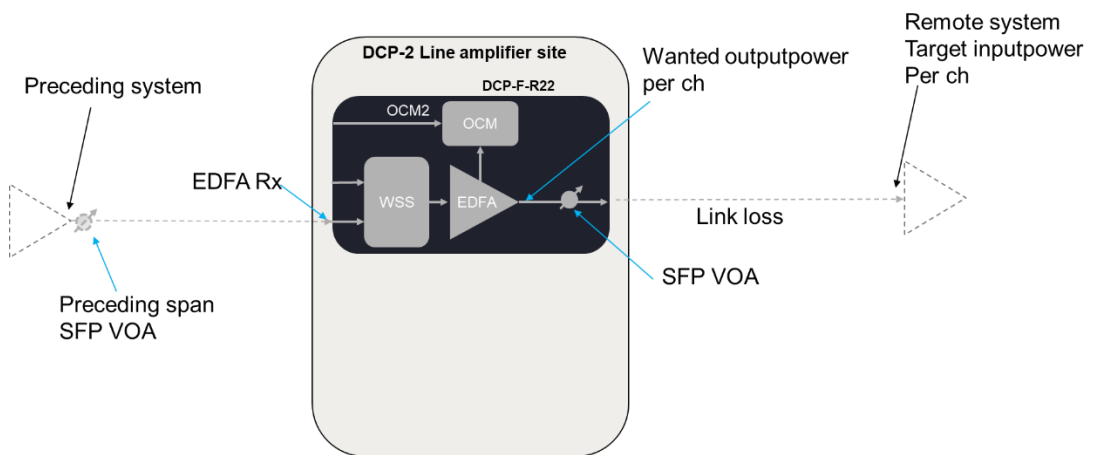 Remote system
Target inputpower
Per ch
DCP-2 Line amplifier site
Wanted outputpower
per ch
Preceding system
DCP-F-R22
OCM2
OCM
EDFA Rx
WSS
EDFA
Link loss
SFP VOA
Preceding span
SFP VOA